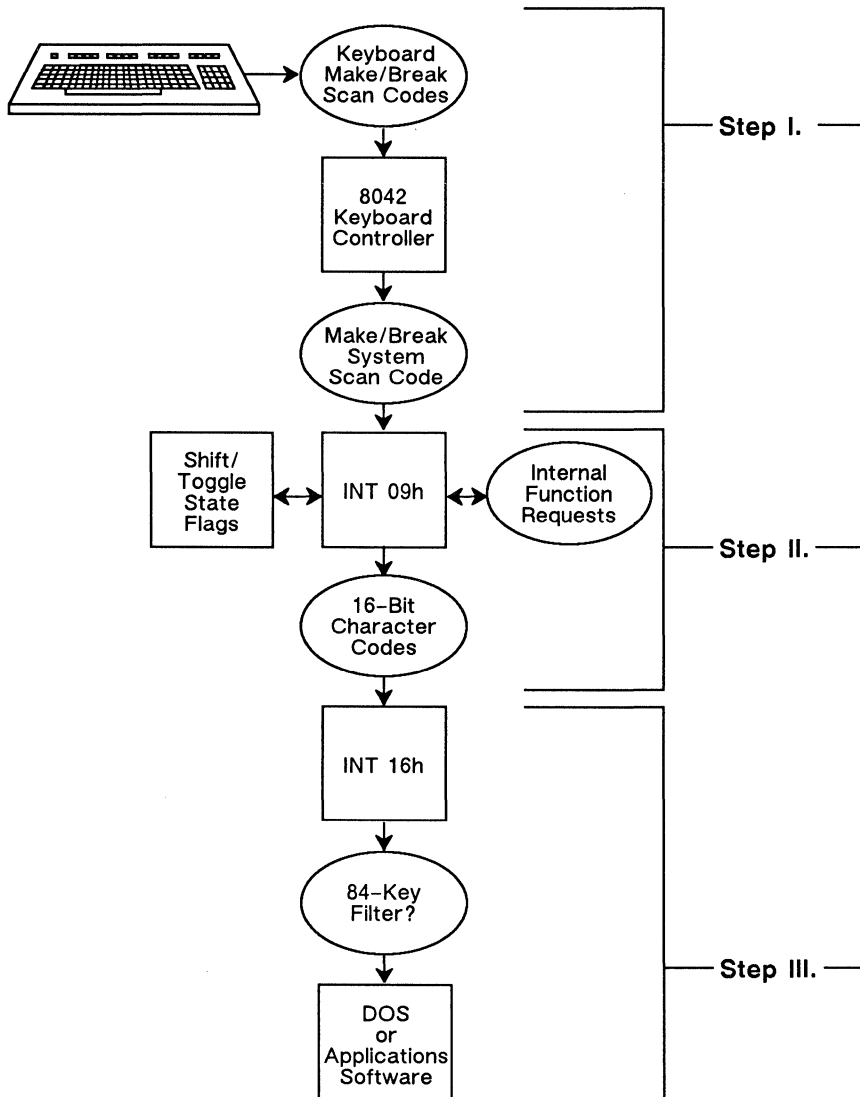 Keyboard
Make/Break
Scan Codes
Step I.
8042
Keyboard
Controller
Make/Break
System
Scan Code
Shift/
Toggle
State
Flags
INT 09h
Internal
Function
Requests
Step II.
16-Bit
Character
Codes
INT 16h
84-Key
Filter?
Step III.
DOS
or
Applications
Software